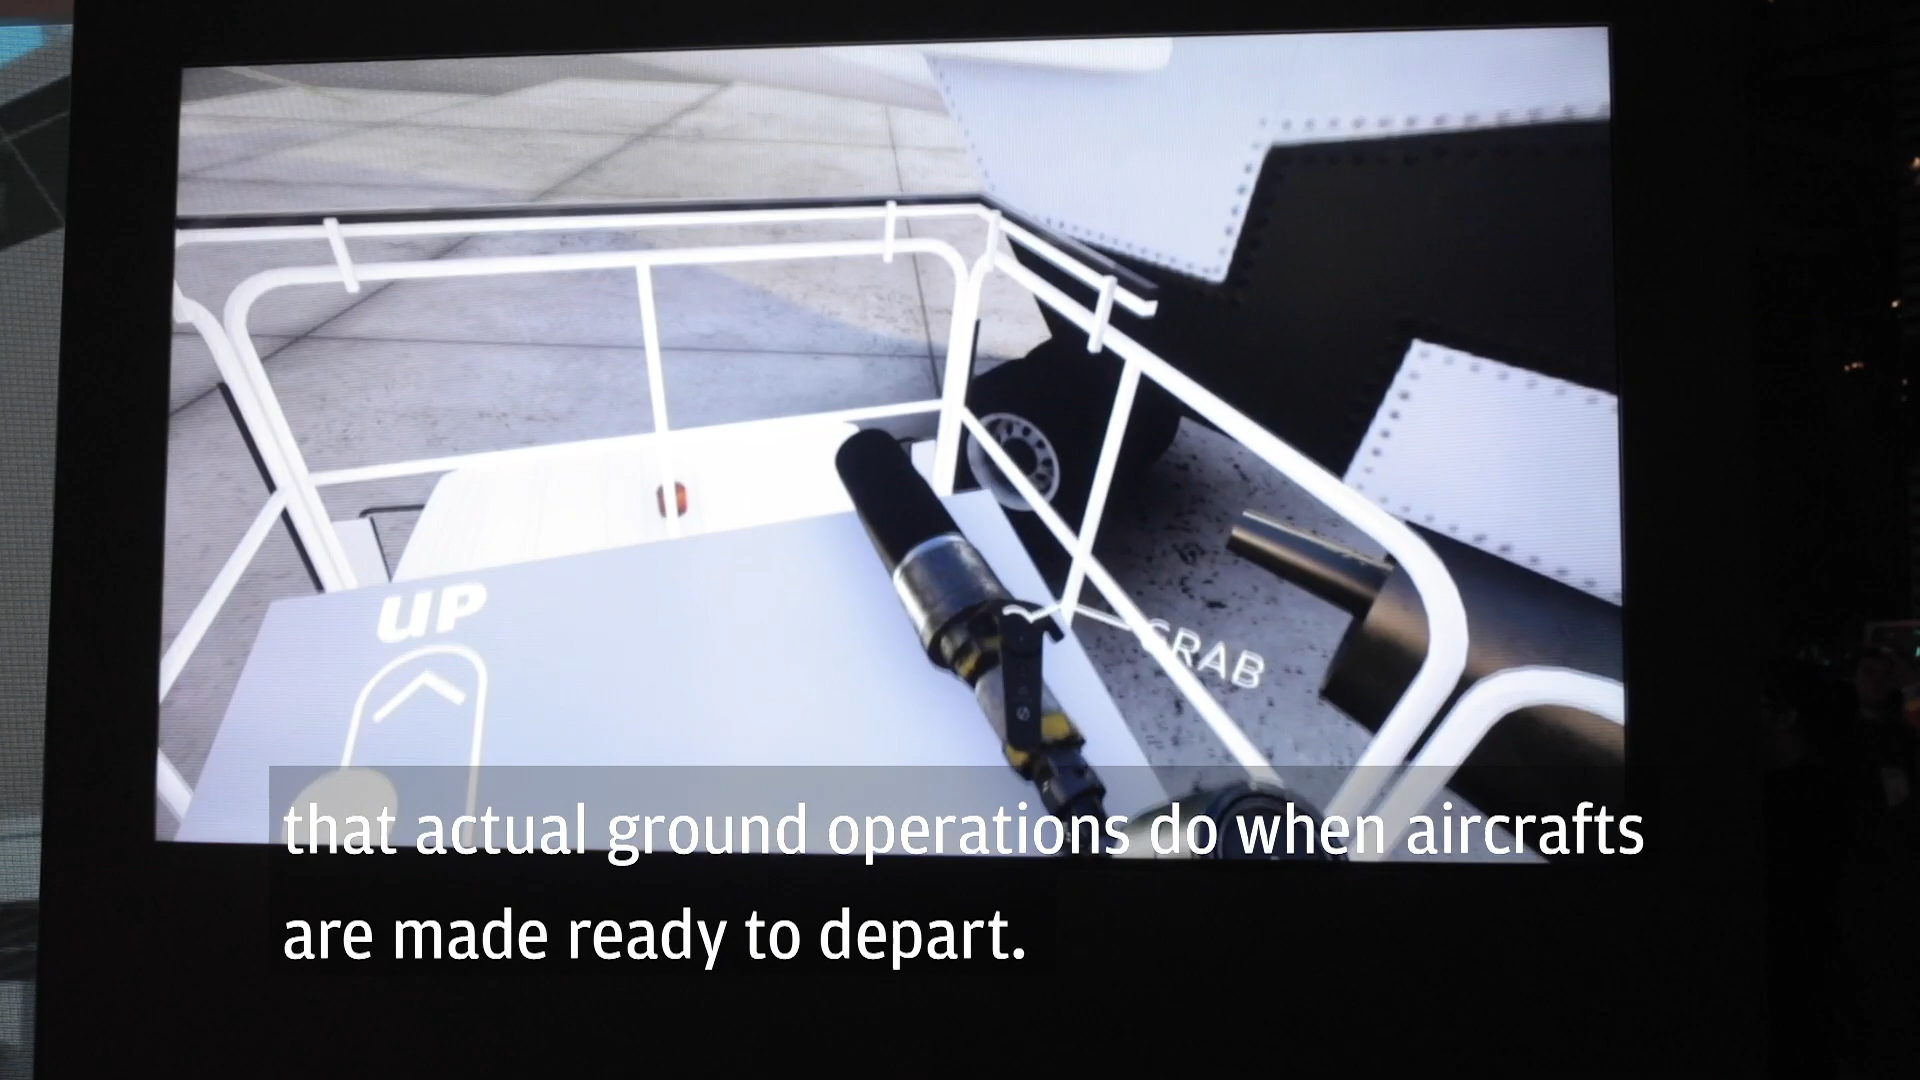 UP
GRAB
that actual ground operations do when aircrafts
are made ready to depart.